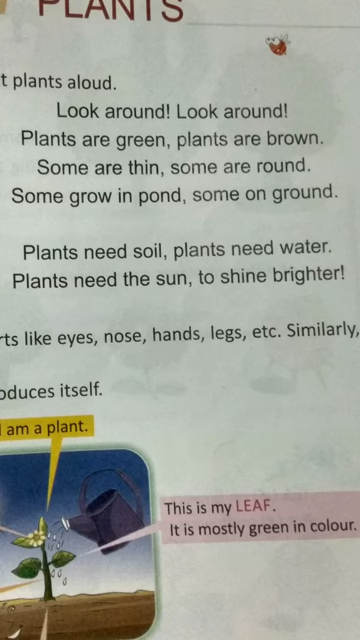 PLANTS
t plants aloud.
Look around! Look around!
Plants are green, plants are brown.
Some are thin, some are round.
Some grow in pond, some on ground.
Plants need soil, plants need water.
Plants need the sun, to shine brighter!
rts like eyes, nose, hands, legs, etc. Similarly,
oduces itself.
I am a plant.
This is my LEAF.
It is mostly green in colour.